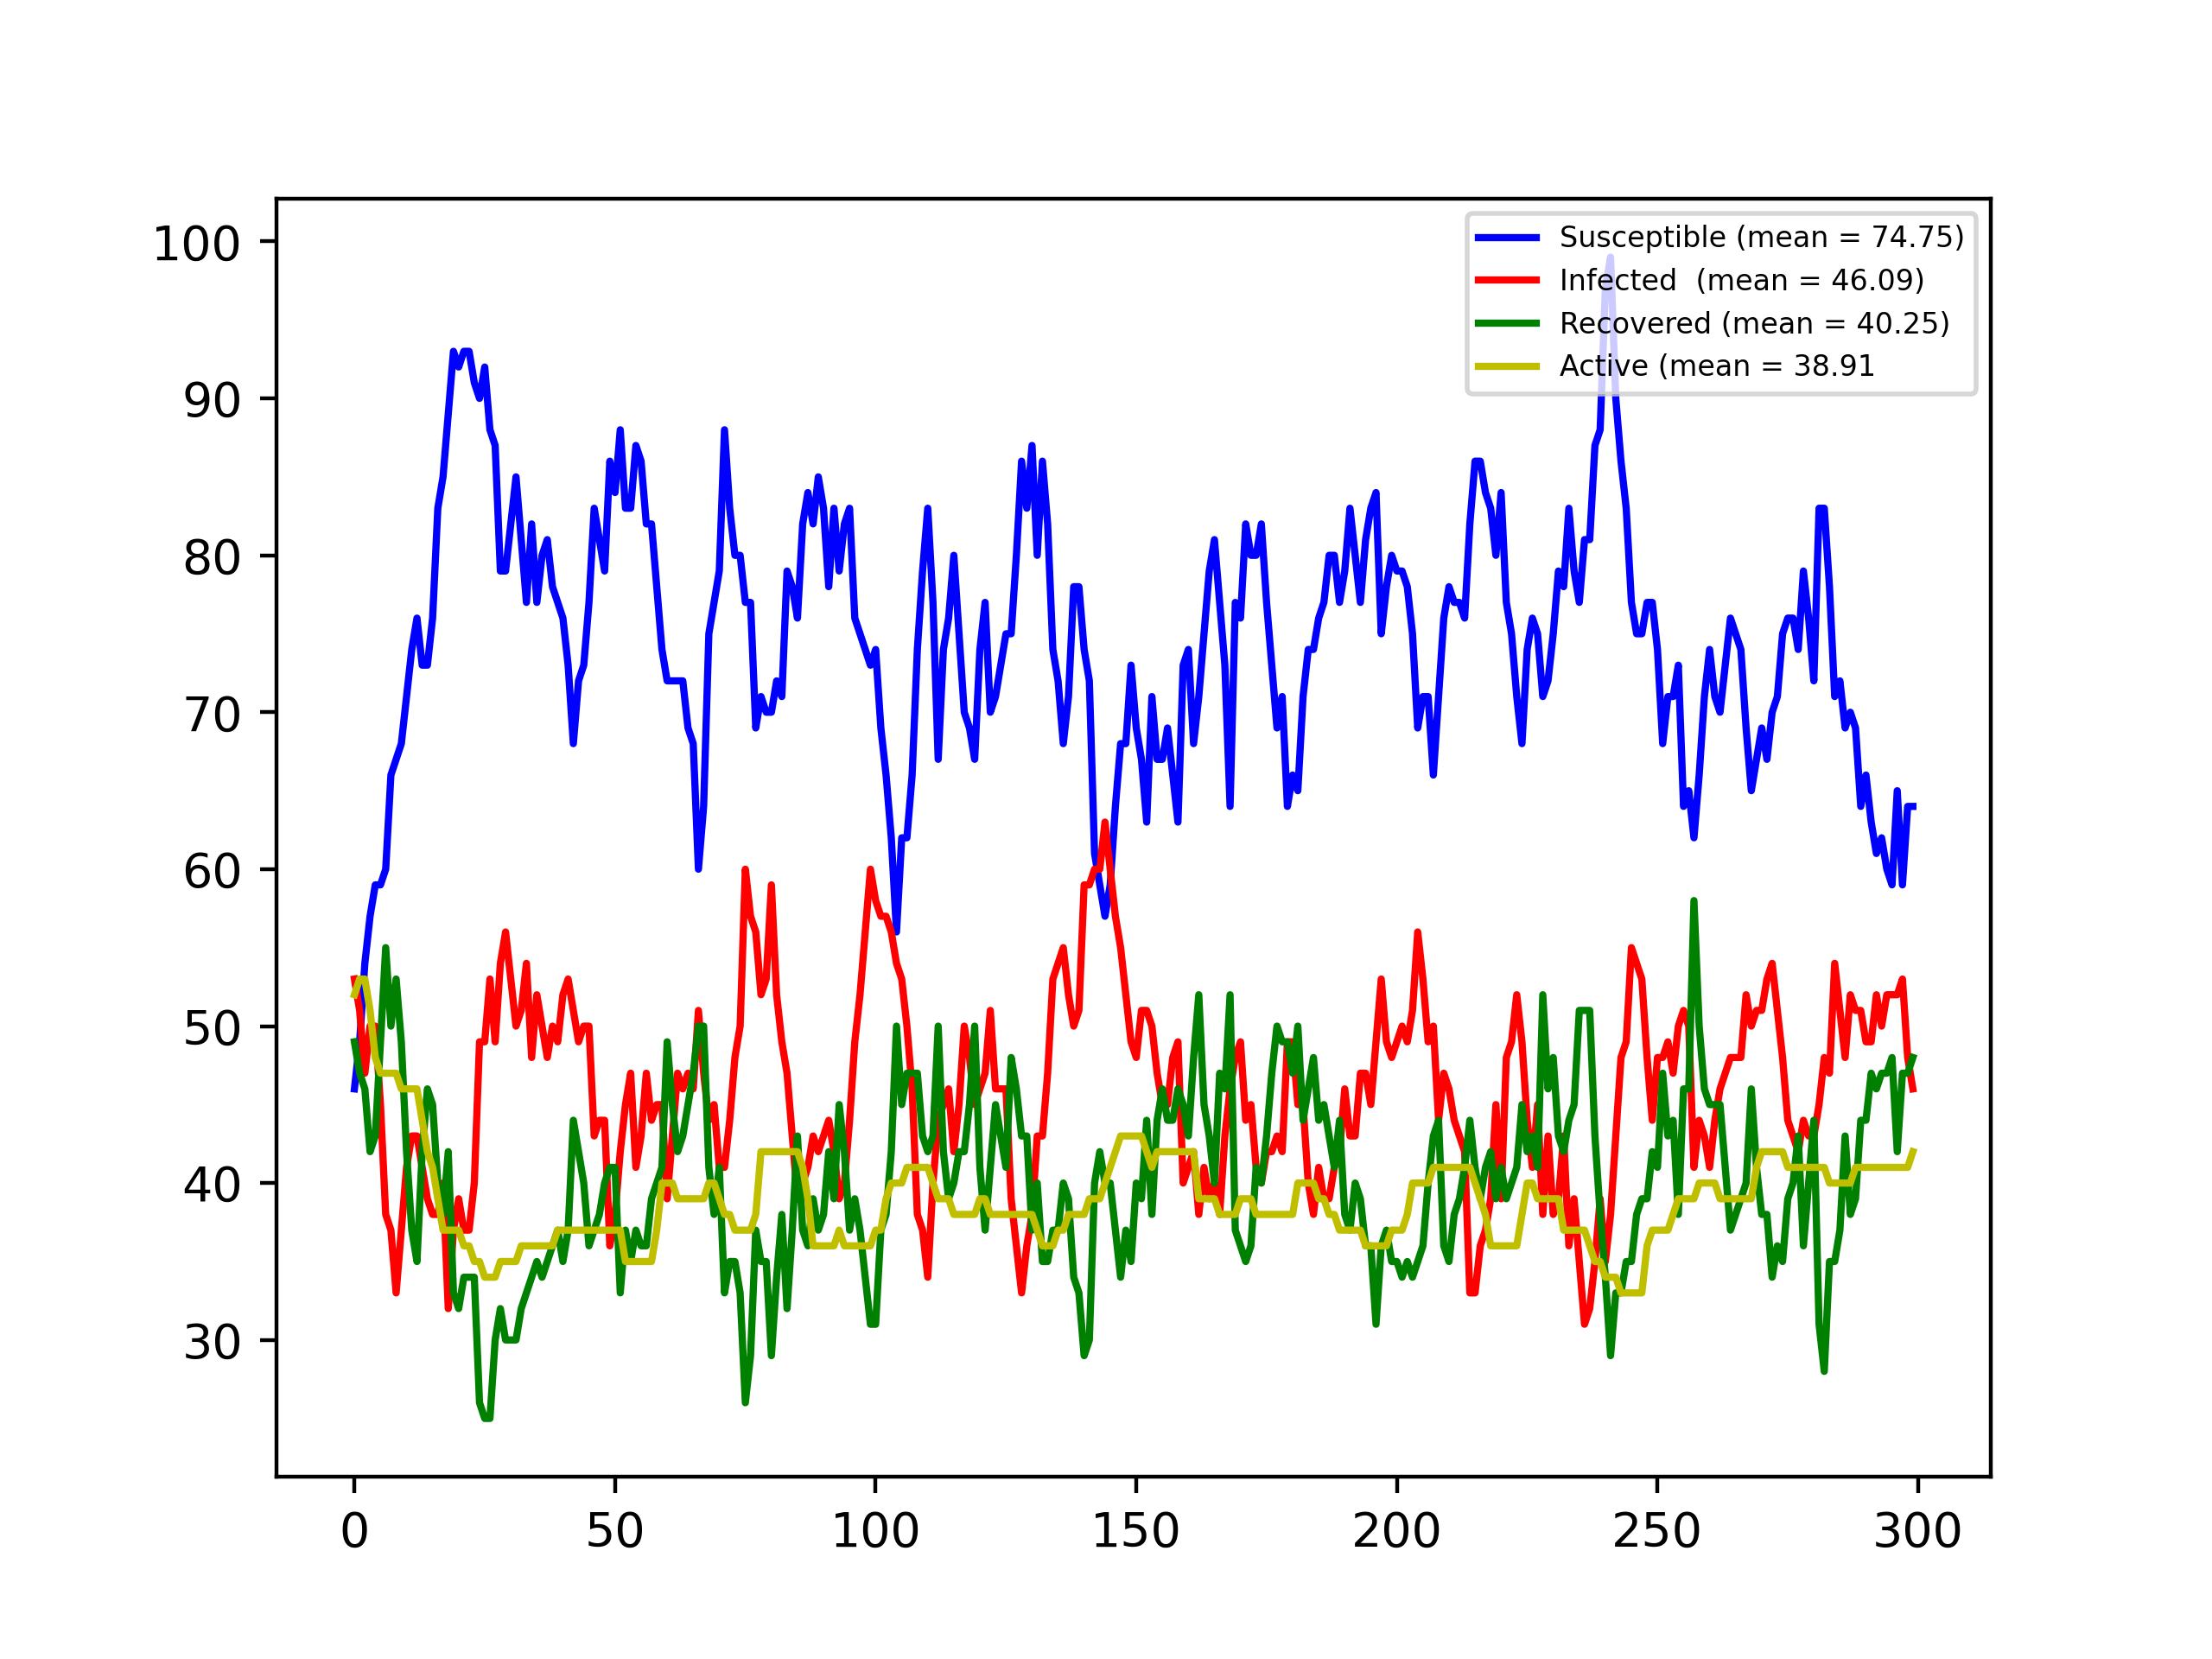 100
90
80
70
60
50
40
30
0 50 100 150 200 250 300
Susceptible (mean = 74.75)
Infected  (mean = 46.09)
Recovered (mean = 40.25)
Active (mean = 38.91